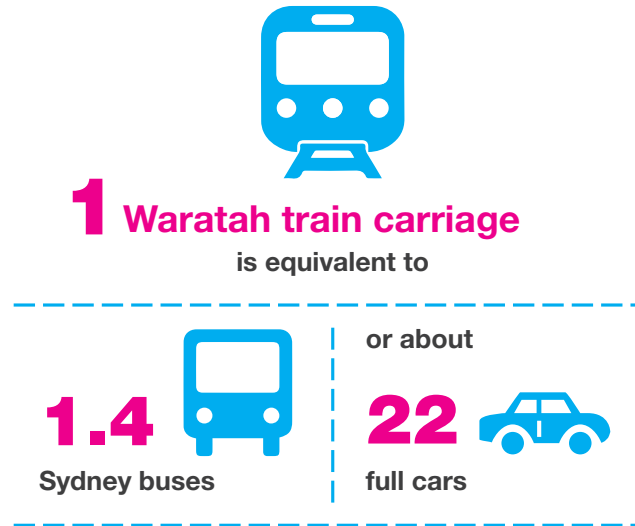 1 Waratah train carriage
is equivalent to
1.4
Sydney buses
or about
22
full cars